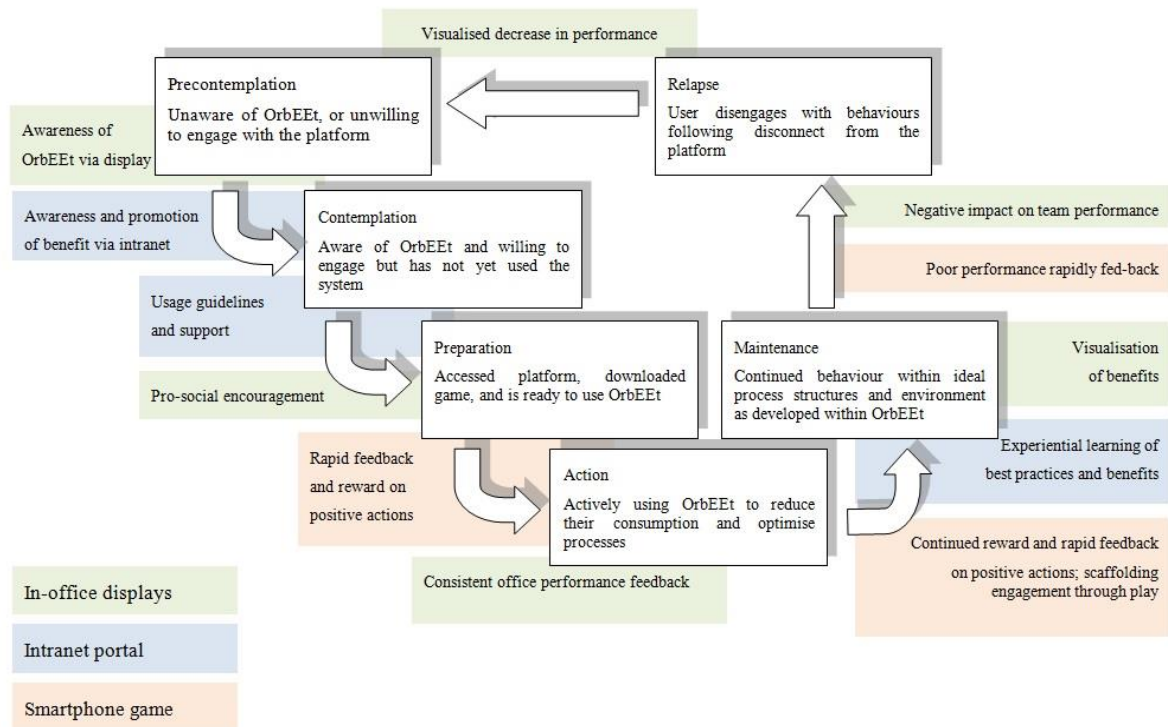 Visualised decrease in performance
Precontemplation
Unaware of OrbEEt, or unwilling
to engage with the platform
Relapse
User disengages with behaviours
following disconnect from the
platform
Awareness of
OrbEEt via display
Awareness and promotion
of benefit via intranet
Contemplation
Aware of OrbEEt and willing to
engage but has not yet used the
system
Negative impact on team performance
Poor performance rapidly fed-back
Usage guidelines
and support
Preparation
Accessed platform, downloaded
game, and is ready to use OrbEEt
Maintenance
Continued behaviour within ideal
process structures and environment
as developed within OrbEEt
Visualisation
of benefits
Pro-social encouragement
Rapid feedback
and reward on
positive actions
Action
Actively using OrbEEt to reduce
their consumption and optimise
processes
Experiential learning of
best practices and benefits
Continued reward and rapid feedback
on positive actions; scaffolding
engagement through play
Consistent office performance feedback
In-office displays
Intranet portal
Smartphone game